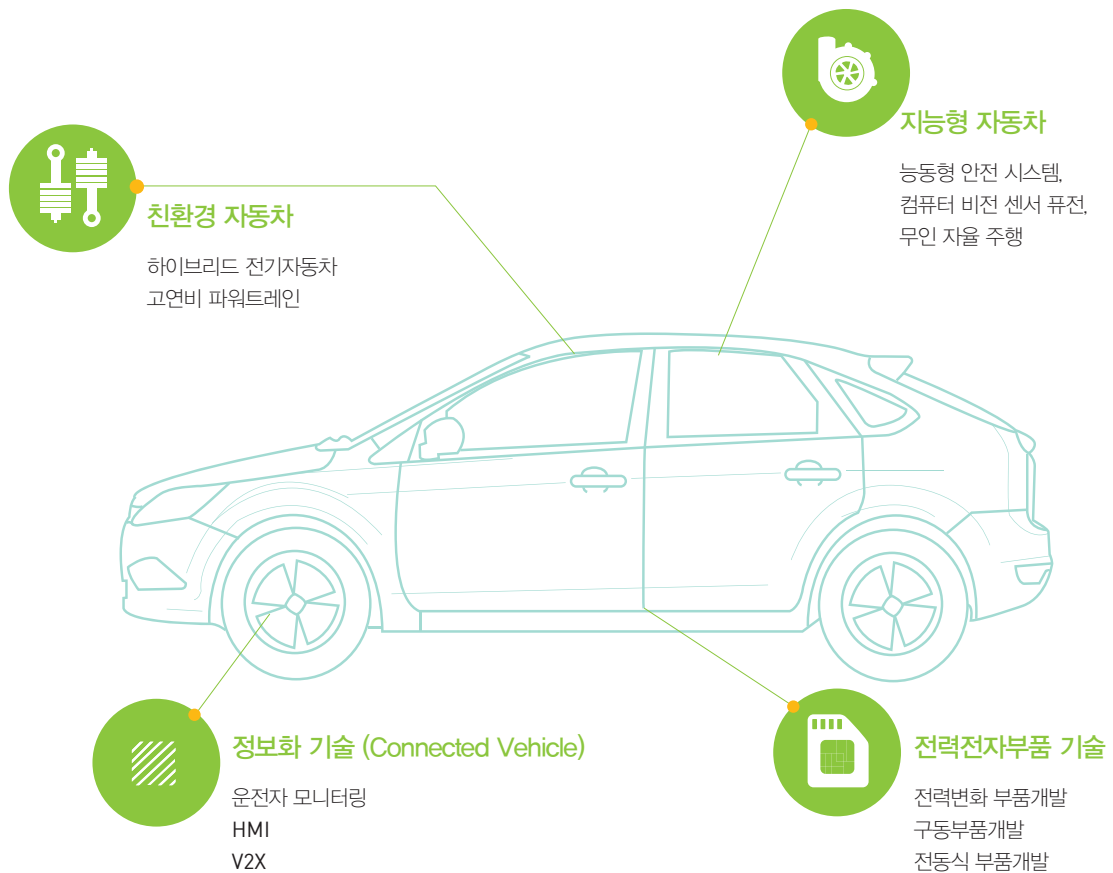 지능형 자동차
능동형 안전 시스템,
컴퓨터 비전 센서 퓨전,
무인 자율 주행
친환경 자동차
하이브리드 전기자동차
고연비 파워트레인
정보화 기술 (Connected Vehicle)
운전자 모니터링
HMI
V2X
전력전자부품 기술
전력변화 부품개발
구동부품개발
전동식 부품개발